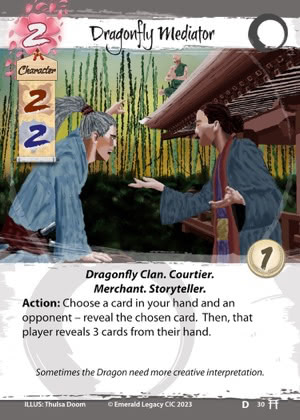 2
Dragonfly Mediator
Character
2
2
1
Dragonfly Clan. Courtier.
Merchant. Storyteller.
Action: Choose a card in your hand and an
opponent – reveal the chosen card. Then, that
player reveals 3 cards from their hand.
Sometimes the Dragon need more creative interpretation.
ILLUS: Thulsa Doom © Emerald Legacy CIC 2023 D 30